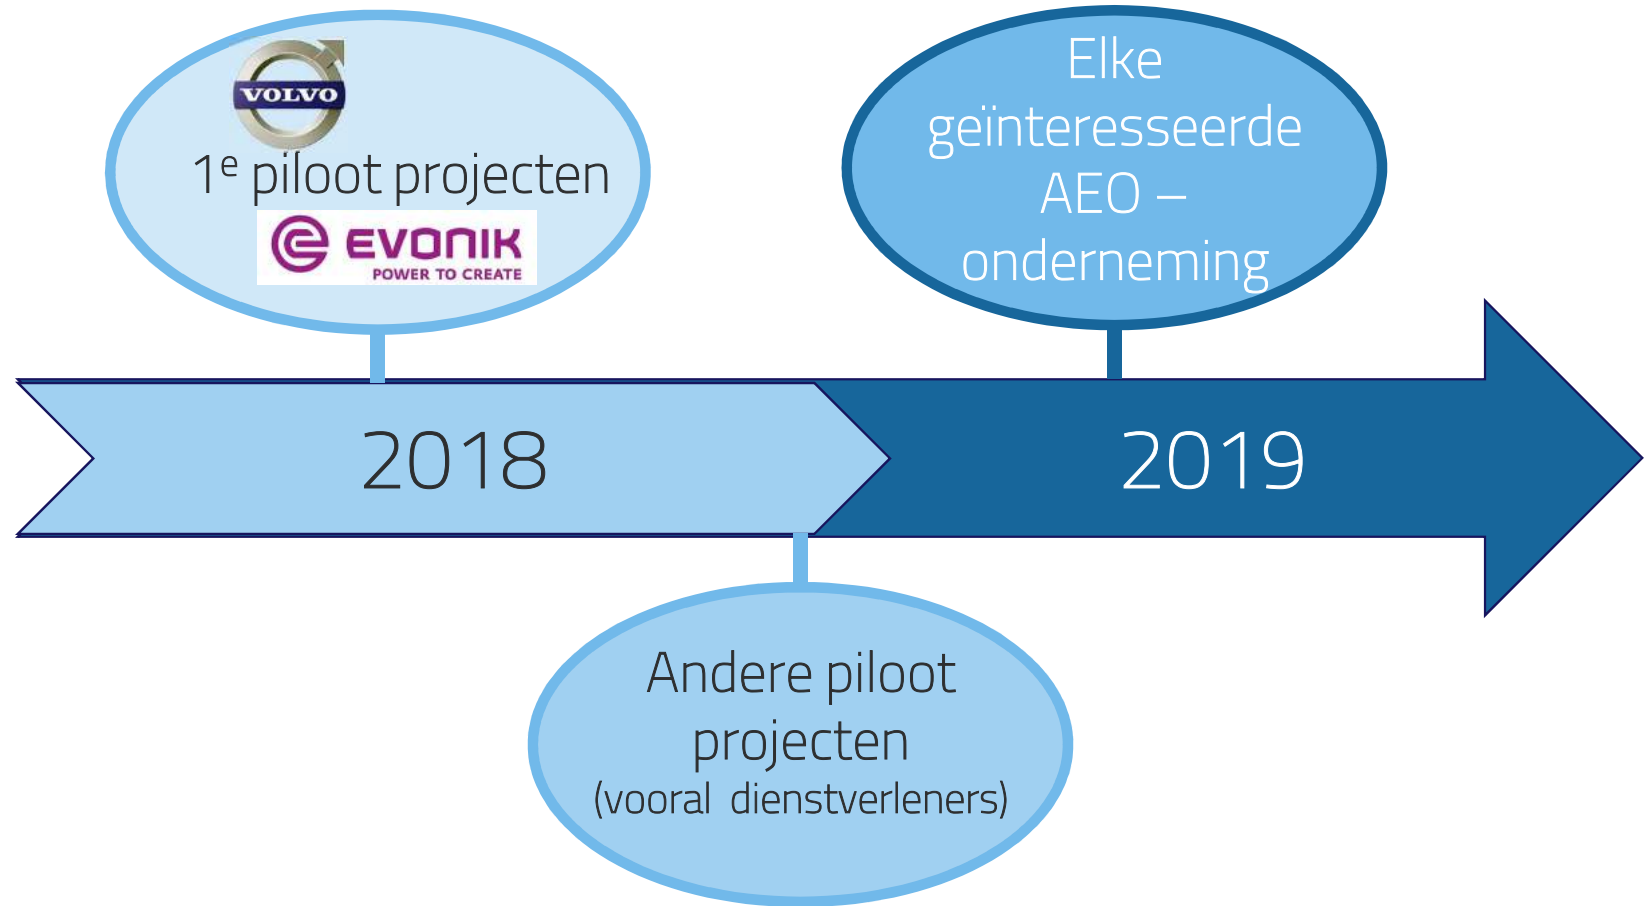 VOLVO
1e piloot projecten
EVONIK
POWER TO CREATE
Elke
geïnteresseerde
AEO –
onderneming
2018
2019
Andere piloot
projecten
(vooral dienstverleners)